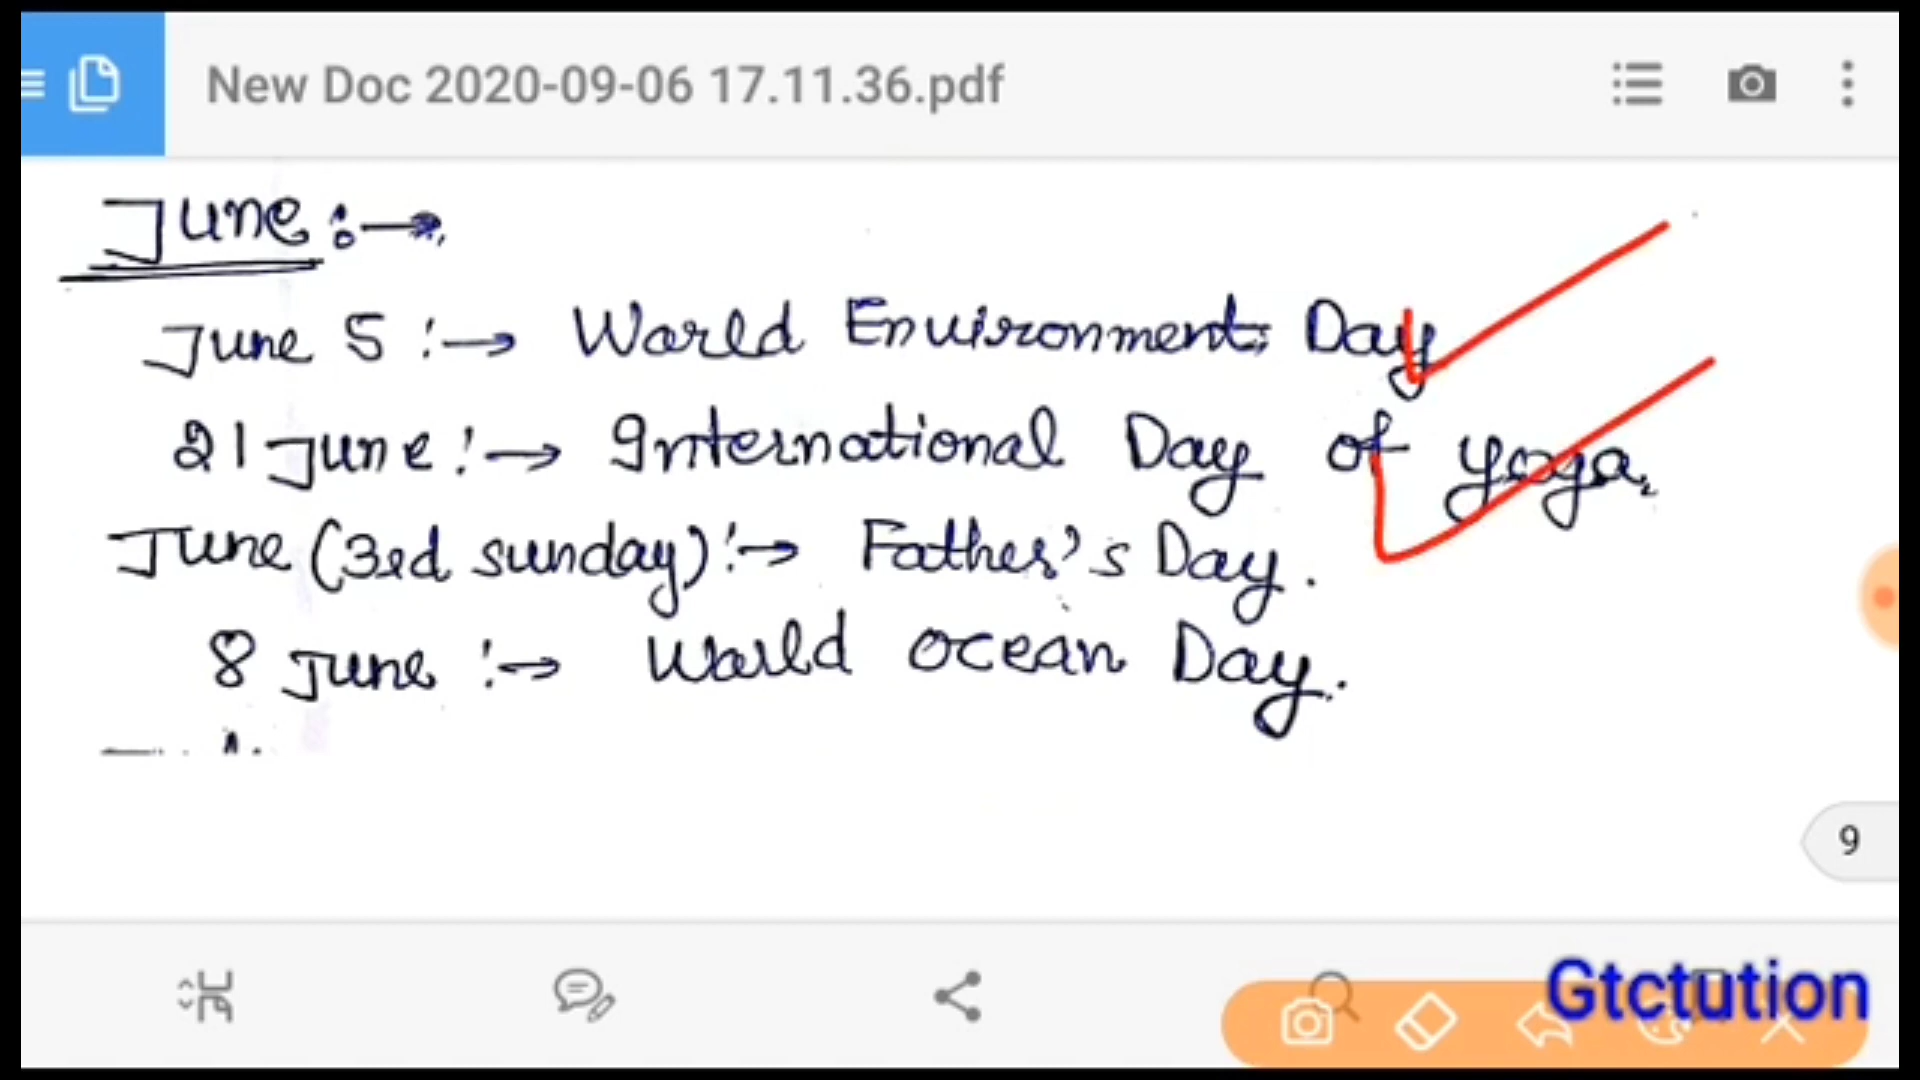 New Doc 2020-09-06 17.11.36.pdf
June :→
June 5 :→ World Environment Day
21 June :→ International Day of yoga.
June (3rd sunday) :→ Father's Day.
8 June :→ World ocean Day.
9
Gtctution